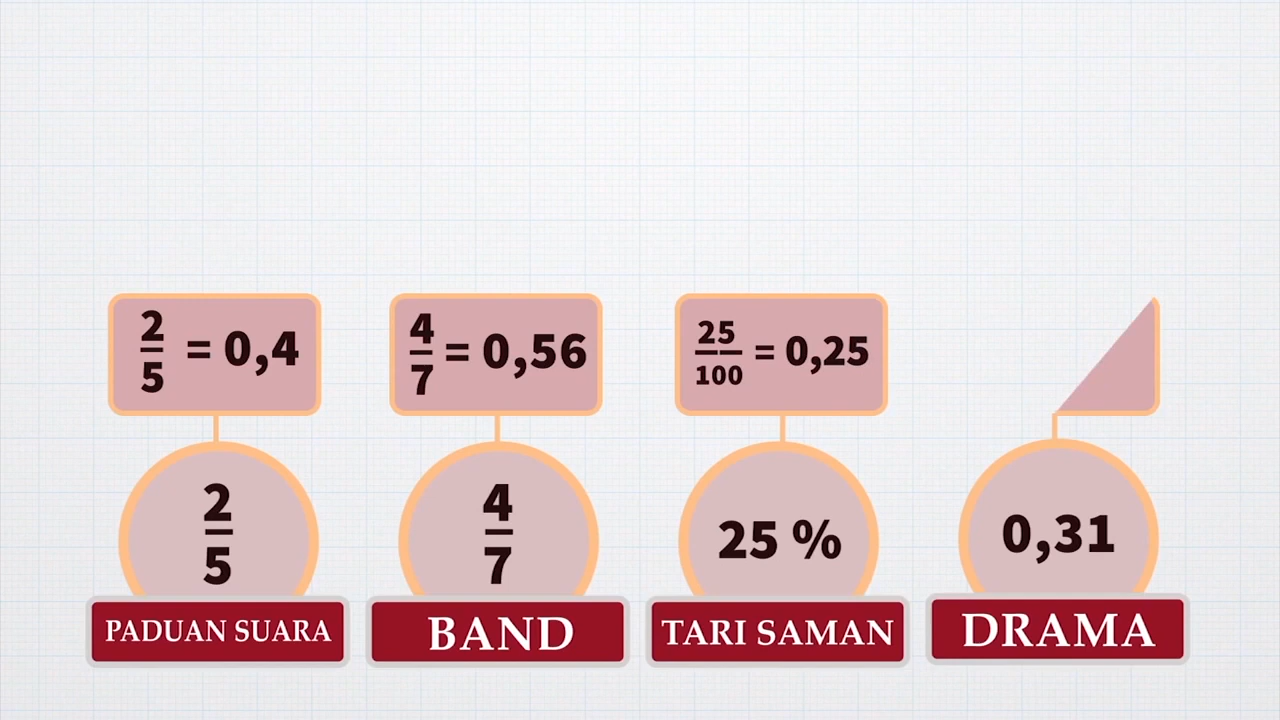 2/5 = 0,4
4/7 = 0,56
25/100 = 0,25
2/5
4/7
25 %
0,31
PADUAN SUARA
BAND
TARI SAMAN
DRAMA